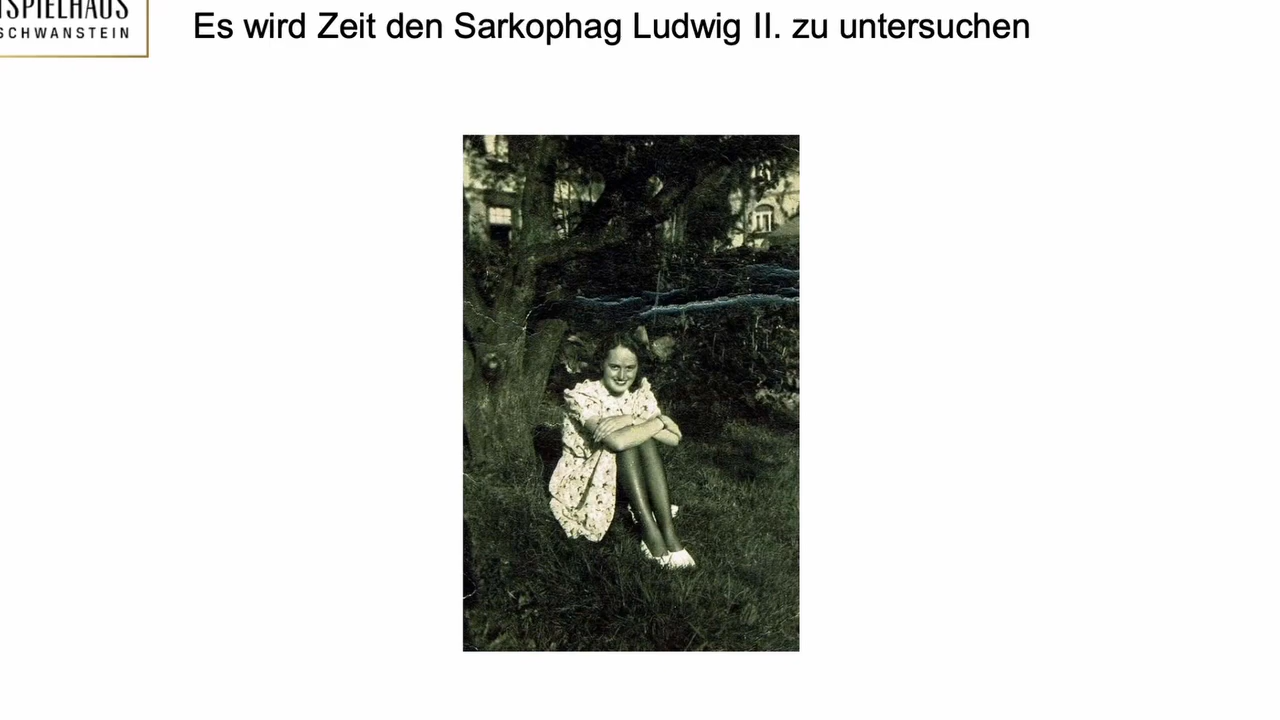 SPIELHAUS
SCHWANSTEIN
Es wird Zeit den Sarkophag Ludwig II. zu untersuchen